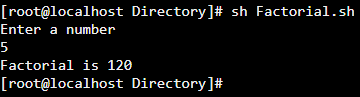 [root@localhost Directory]# sh Factorial.sh
Enter a number
5
Factorial is 120
[root@localhost Directory]#